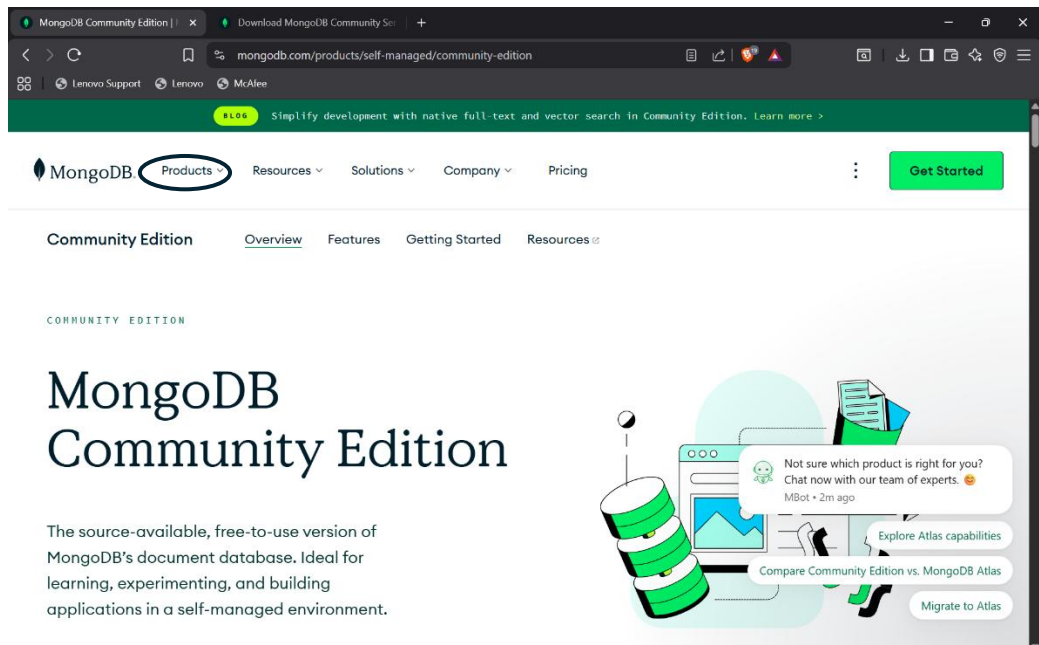 MongoDB Community Edition |
Download MongoDB Community Ser
mongodb.com/products/self-managed/community-edition
19
Lenovo Support Lenovo McAfee
BLOG Simplify development with native full-text and vector search in Community Edition. Learn more >
MongoDB. Products Resources Solutions Company Pricing Get Started
Community Edition Overview Features Getting Started Resources
COMMUNITY EDITION
MongoDB
Community Edition
The source-available, free-to-use version of
MongoDB's document database. Ideal for
learning, experimenting, and building
applications in a self-managed environment.
Not sure which product is right for you?
Chat now with our team of experts. 😊
MBot • 2m ago
Explore Atlas capabilities
Compare Community Edition vs. MongoDB Atlas
Migrate to Atlas